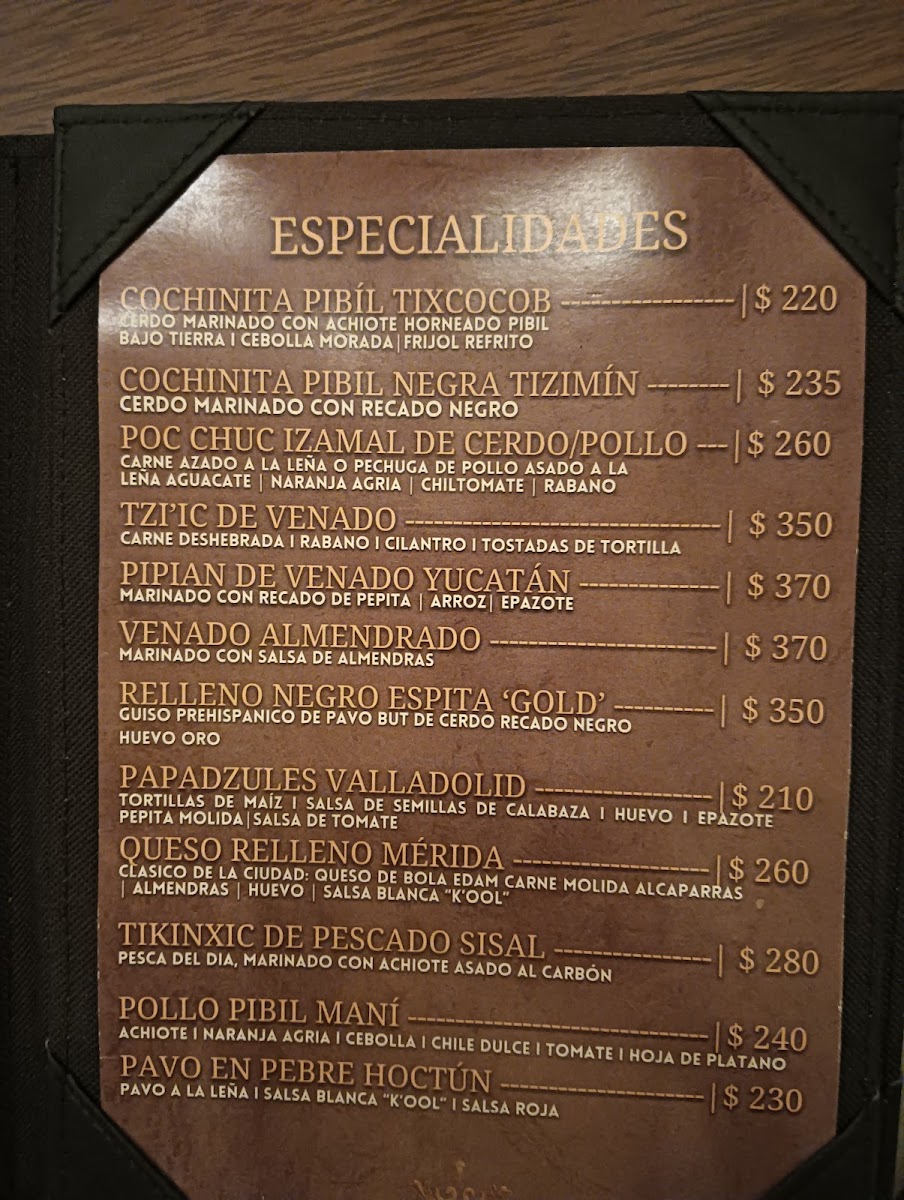 ESPECIALIDADES
COCHINITA PIBÍL TIXCOCOB -----------------|$ 220
CERDO MARINADO CON ACHIOTE HORNEADO PIBIL
BAJO TIERRA I CEBOLLA MORADA|FRIJOL REFRITO
COCHINITA PIBIL NEGRA TIZIMÍN --------| $ 235
CERDO MARINADO CON RECADO NEGRO
POC CHUC IZAMAL DE CERDO/POLLO ---|$ 260
CARNE AZADO A LA LEÑA O PECHUGA DE POLLO ASADO A LA
LEÑA AGUACATE | NARANJA AGRIA | CHILTOMATE | RABANO
TZI'IC DE VENADO -------------------------------| $ 350
CARNE DESHEBRADA I RABANO I CILANTRO I TOSTADAS DE TORTILLA
PIPIAN DE VENADO YUCATÁN --------------| $ 370
MARINADO CON RECADO DE PEPITA | ARROZ| EPAZOTE
VENADO ALMENDRADO -----------------------| $ 370
MARINADO CON SALSA DE ALMENDRAS
RELLENO NEGRO ESPITA 'GOLD' ----------| $ 350
GUISO PREHISPANICO DE PAVO BUT DE CERDO RECADO NEGRO
HUEVO ORO
PAPADZULES VALLADOLID ------------------|$ 210
TORTILLAS DE MAÍZ I SALSA DE SEMILLAS DE CALABAZA I HUEVO I EPAZOTE
PEPITA MOLIDA|SALSA DE TOMATE
QUESO RELLENO MÉRIDA --------------------|$ 260
CLASICO DE LA CIUDAD: QUESO DE BOLA EDAM CARNE MOLIDA ALCAPARRAS
| ALMENDRAS | HUEVO | SALSA BLANCA "K'OOL"
TIKINXIC DE PESCADO SISAL ----------------| $ 280
PESCA DEL DIA, MARINADO CON ACHIOTE ASADO AL CARBÓN
POLLO PIBIL MANÍ ------------------------------|$ 240
ACHIOTE I NARANJA AGRIA I CEBOLLA I CHILE DULCE I TOMATE I HOJA DE PLATANO
PAVO EN PEBRE HOCTÚN --------------------|$ 230
PAVO A LA LEÑA I SALSA BLANCA "K'OOL" I SALSA ROJA